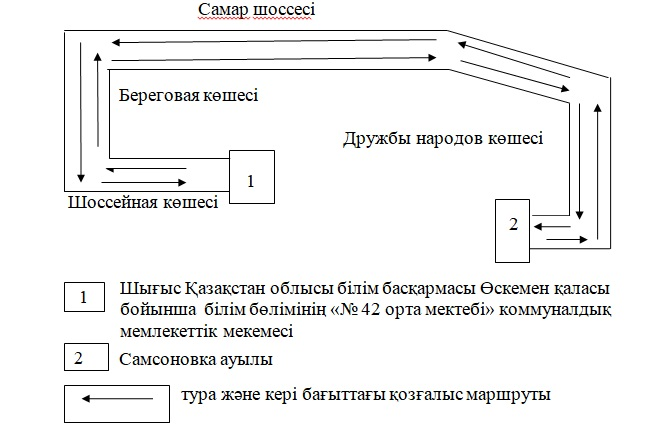 Самар шоссесі
Береговая көшесі
Дружбы народов көшесі
1
Шоссейная көшесі
2
1 Шығыс Қазақстан облысы білім басқармасы Өскемен қаласы
бойынша білім бөлімінің «№ 42 орта мектебі» коммуналдық
мемлекеттік мекемесі
2 Самсоновка ауылы
тура және кері бағыттағы қозғалыс маршруты